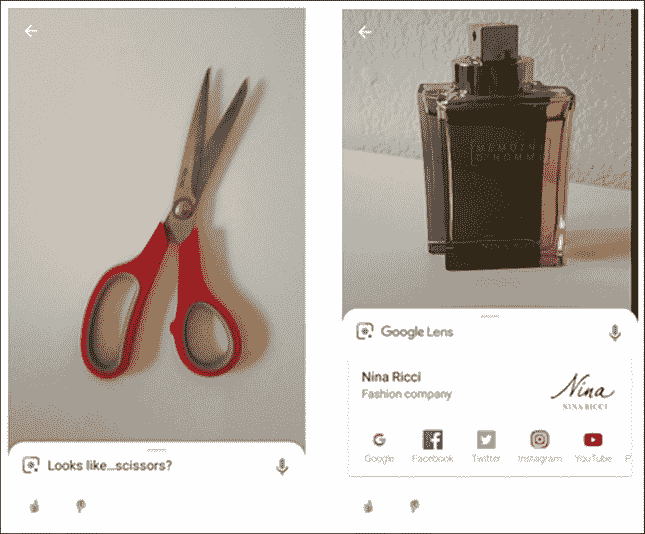 Looks like...scissors?
MEMOIRE
D'HOMME
Google Lens
Nina Ricci
Fashion company
Nina
NINA RICCI
Google
Facebook
Twitter
Instagram
YouTube
P